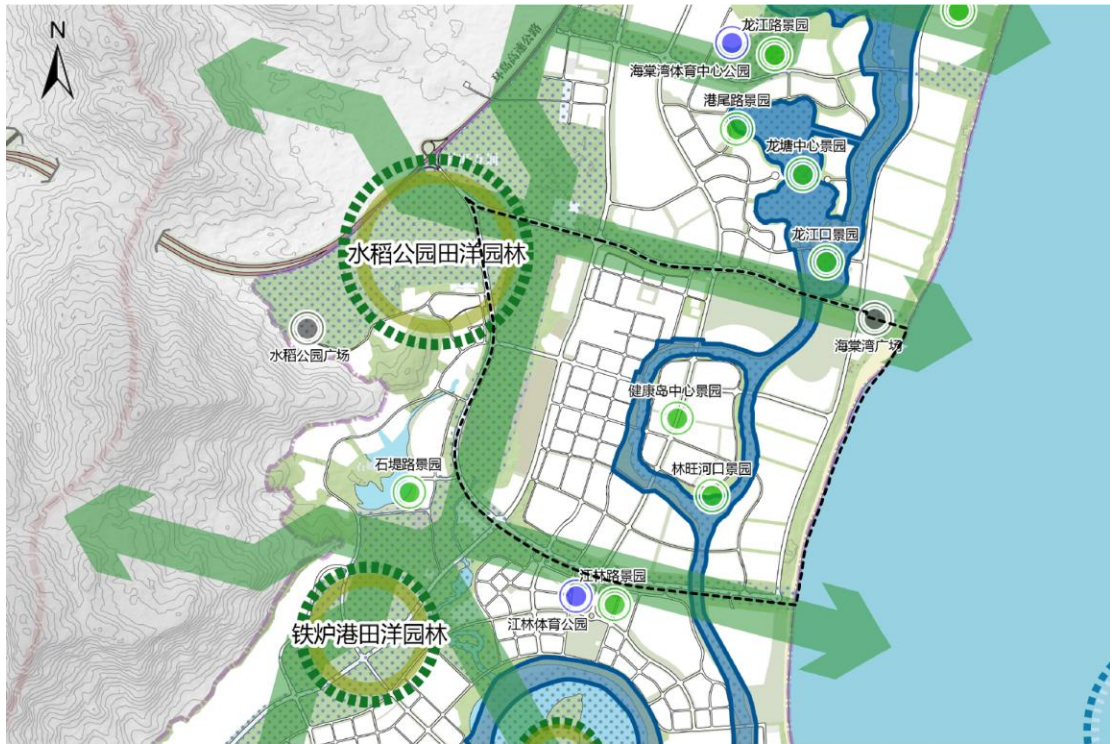 N
环岛高速公路
龙江路景园
海棠湾体育中心公园
港尾路景园
龙塘中心景园
水稻公园田洋园林
龙江口景园
水稻公园广场
海棠湾广场
健康岛中心景园
石堤路景园
林旺河口景园
江林路景园
江林体育公园
铁炉港田洋园林